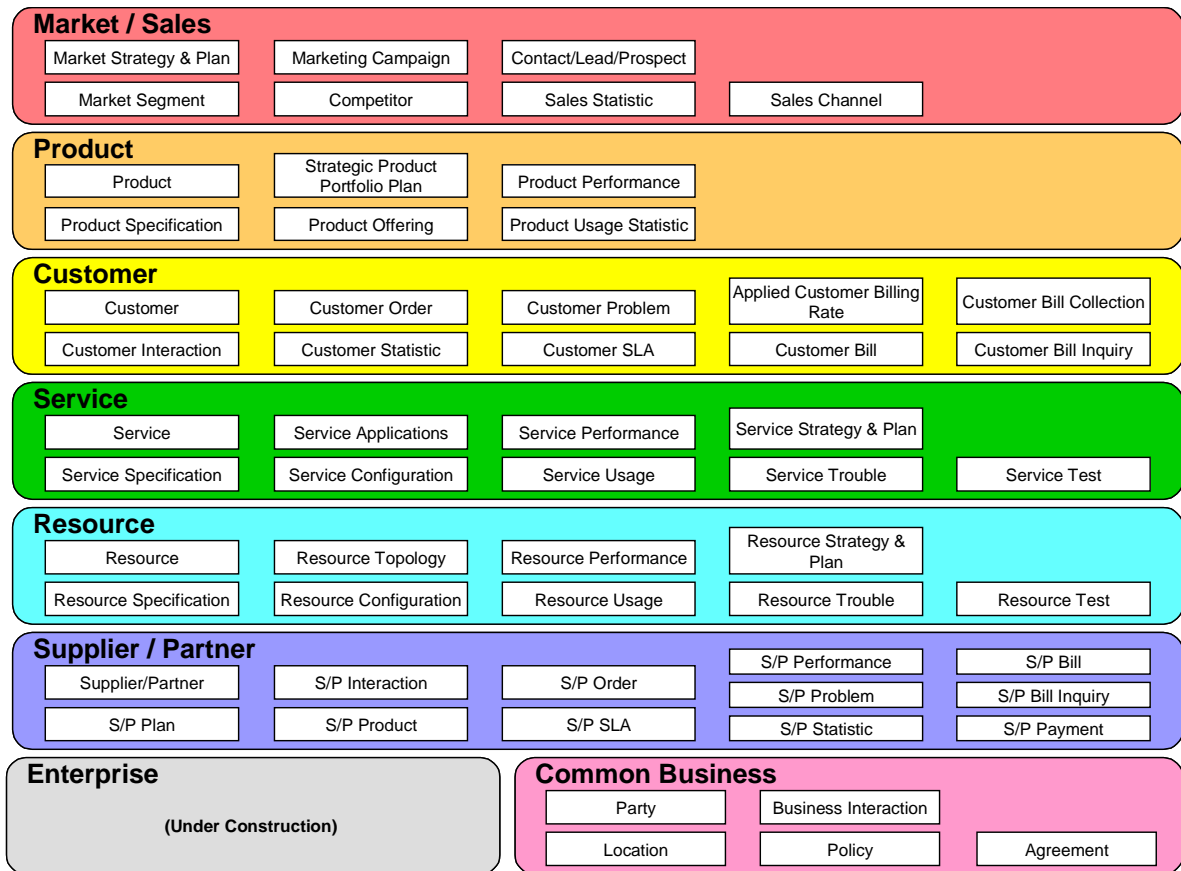 Market / Sales
Market Strategy & Plan
Marketing Campaign
Contact/Lead/Prospect
Market Segment
Competitor
Sales Statistic
Sales Channel
Product
Product
Strategic Product
Portfolio Plan
Product Performance
Product Specification
Product Offering
Product Usage Statistic
Customer
Customer
Customer Order
Customer Problem
Applied Customer Billing
Rate
Customer Bill Collection
Customer Interaction
Customer Statistic
Customer SLA
Customer Bill
Customer Bill Inquiry
Service
Service
Service Applications
Service Performance
Service Strategy & Plan
Service Specification
Service Configuration
Service Usage
Service Trouble
Service Test
Resource
Resource
Resource Topology
Resource Performance
Resource Strategy &
Plan
Resource Specification
Resource Configuration
Resource Usage
Resource Trouble
Resource Test
Supplier / Partner
Supplier/Partner
S/P Interaction
S/P Order
S/P Performance
S/P Bill
S/P Problem
S/P Bill Inquiry
S/P Plan
S/P Product
S/P SLA
S/P Statistic
S/P Payment
Enterprise
(Under Construction)
Common Business
Party
Business Interaction
Location
Policy
Agreement